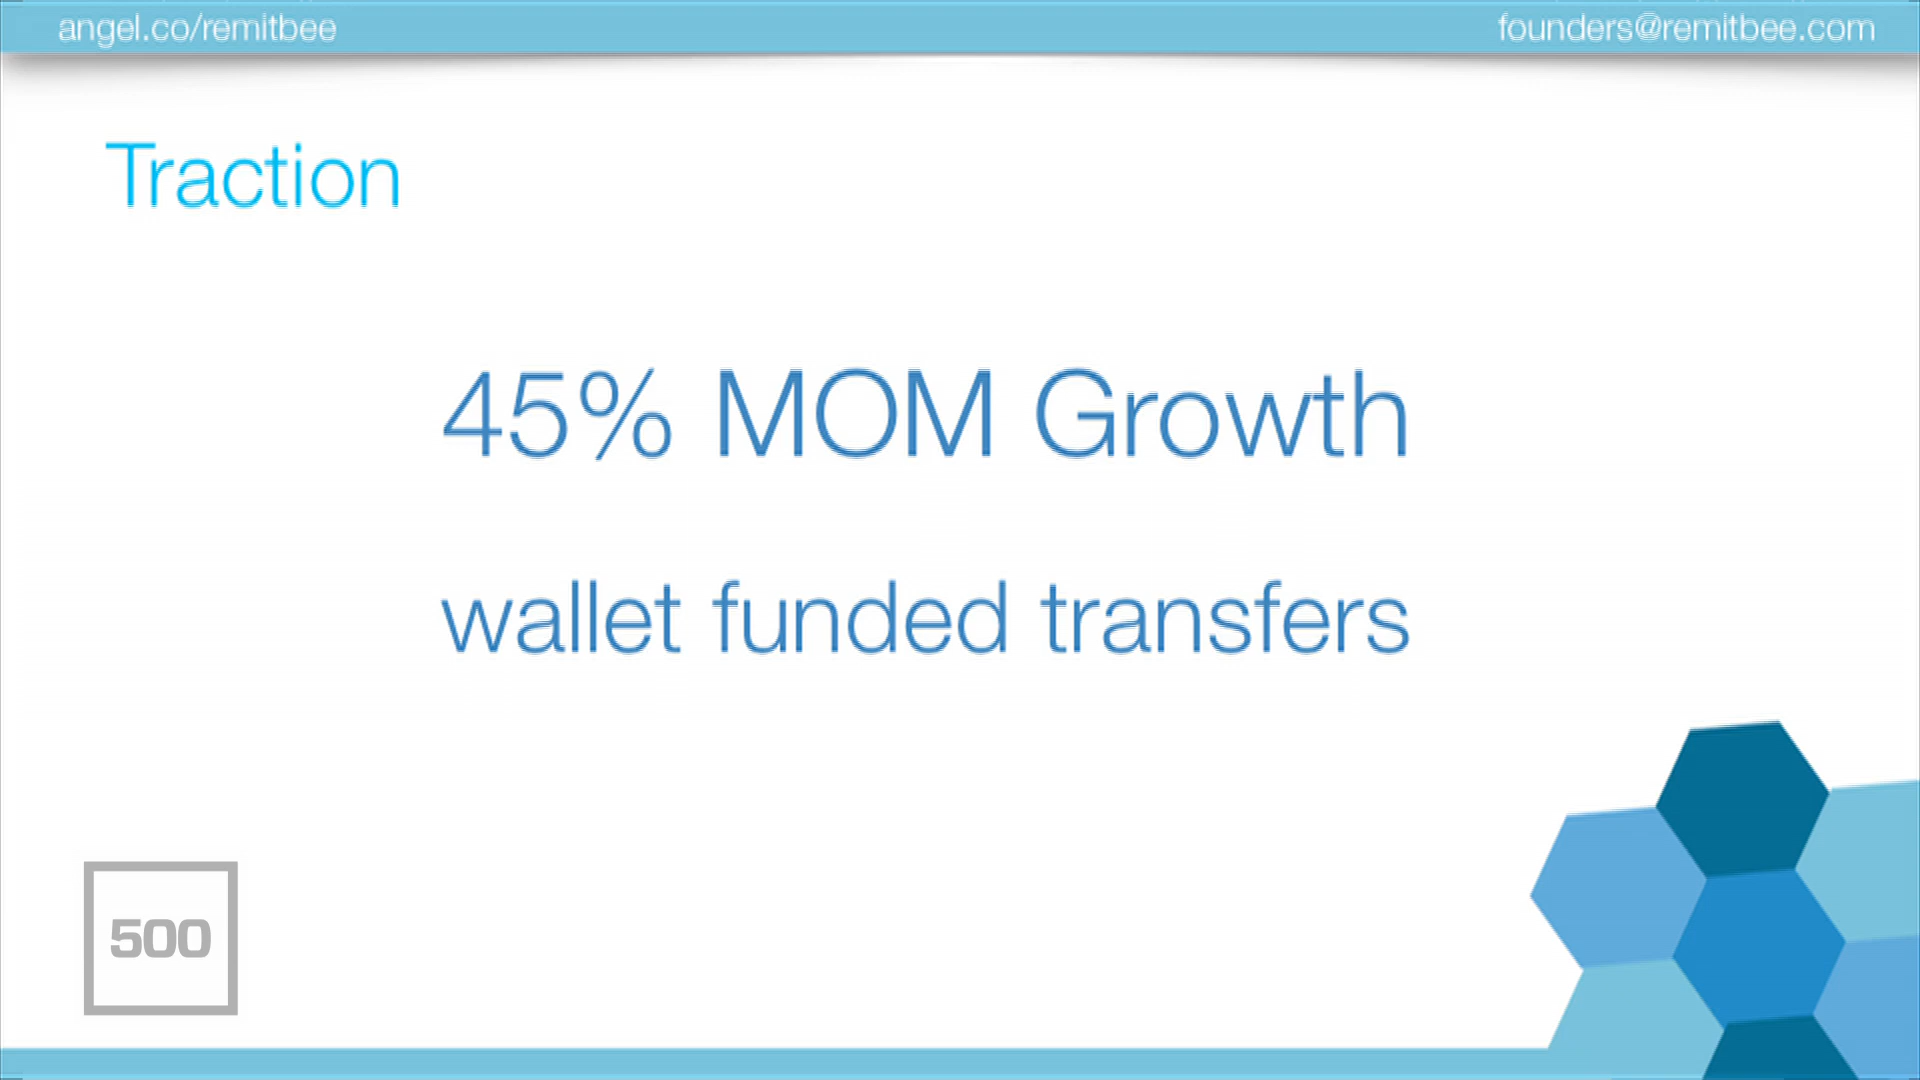 angel.co/remitbee
founders@remitbee.com
Traction
45% MOM Growth
wallet funded transfers
500